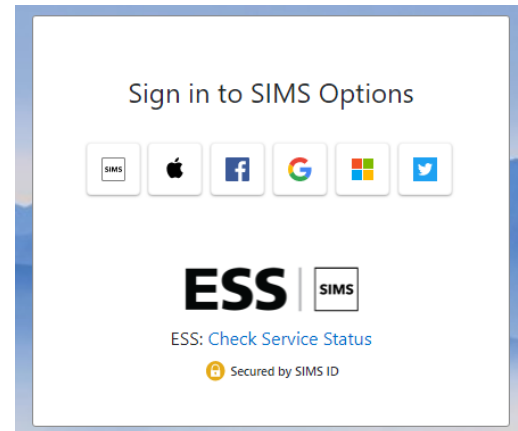 Sign in to SIMS Options
SIMS
ESS SIMS
ESS: Check Service Status
Secured by SIMS ID